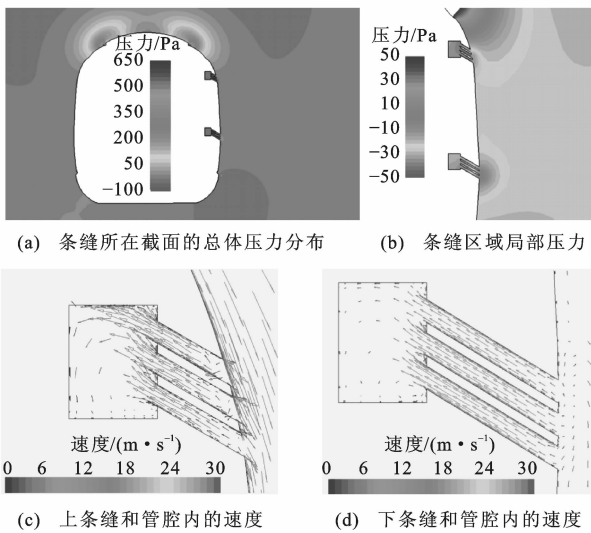 压力/Pa
650
500
350
200
50
−100
(a) 条缝所在截面的总体压力分布
压力/Pa
50
30
10
−10
−30
−50
(b) 条缝区域局部压力
速度/(m·s⁻¹)
0 6 12 18 24 30
(c) 上条缝和管腔内的速度
速度/(m·s⁻¹)
0 6 12 18 24 30
(d) 下条缝和管腔内的速度